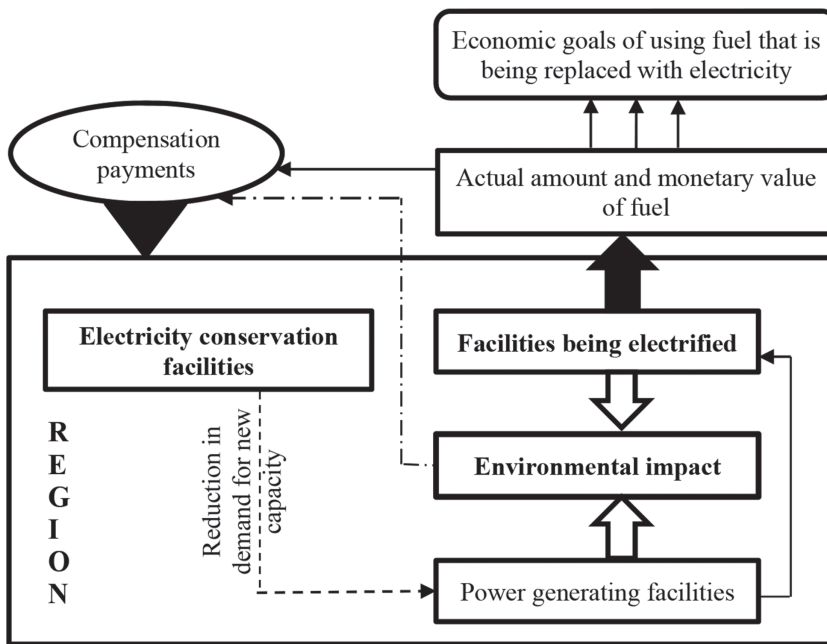 Economic goals of using fuel that is
being replaced with electricity
Compensation
payments
Actual amount and monetary value
of fuel
Electricity conservation
facilities
Facilities being electrified
REGION
Reduction in
demand for new
capacity
Environmental impact
Power generating facilities